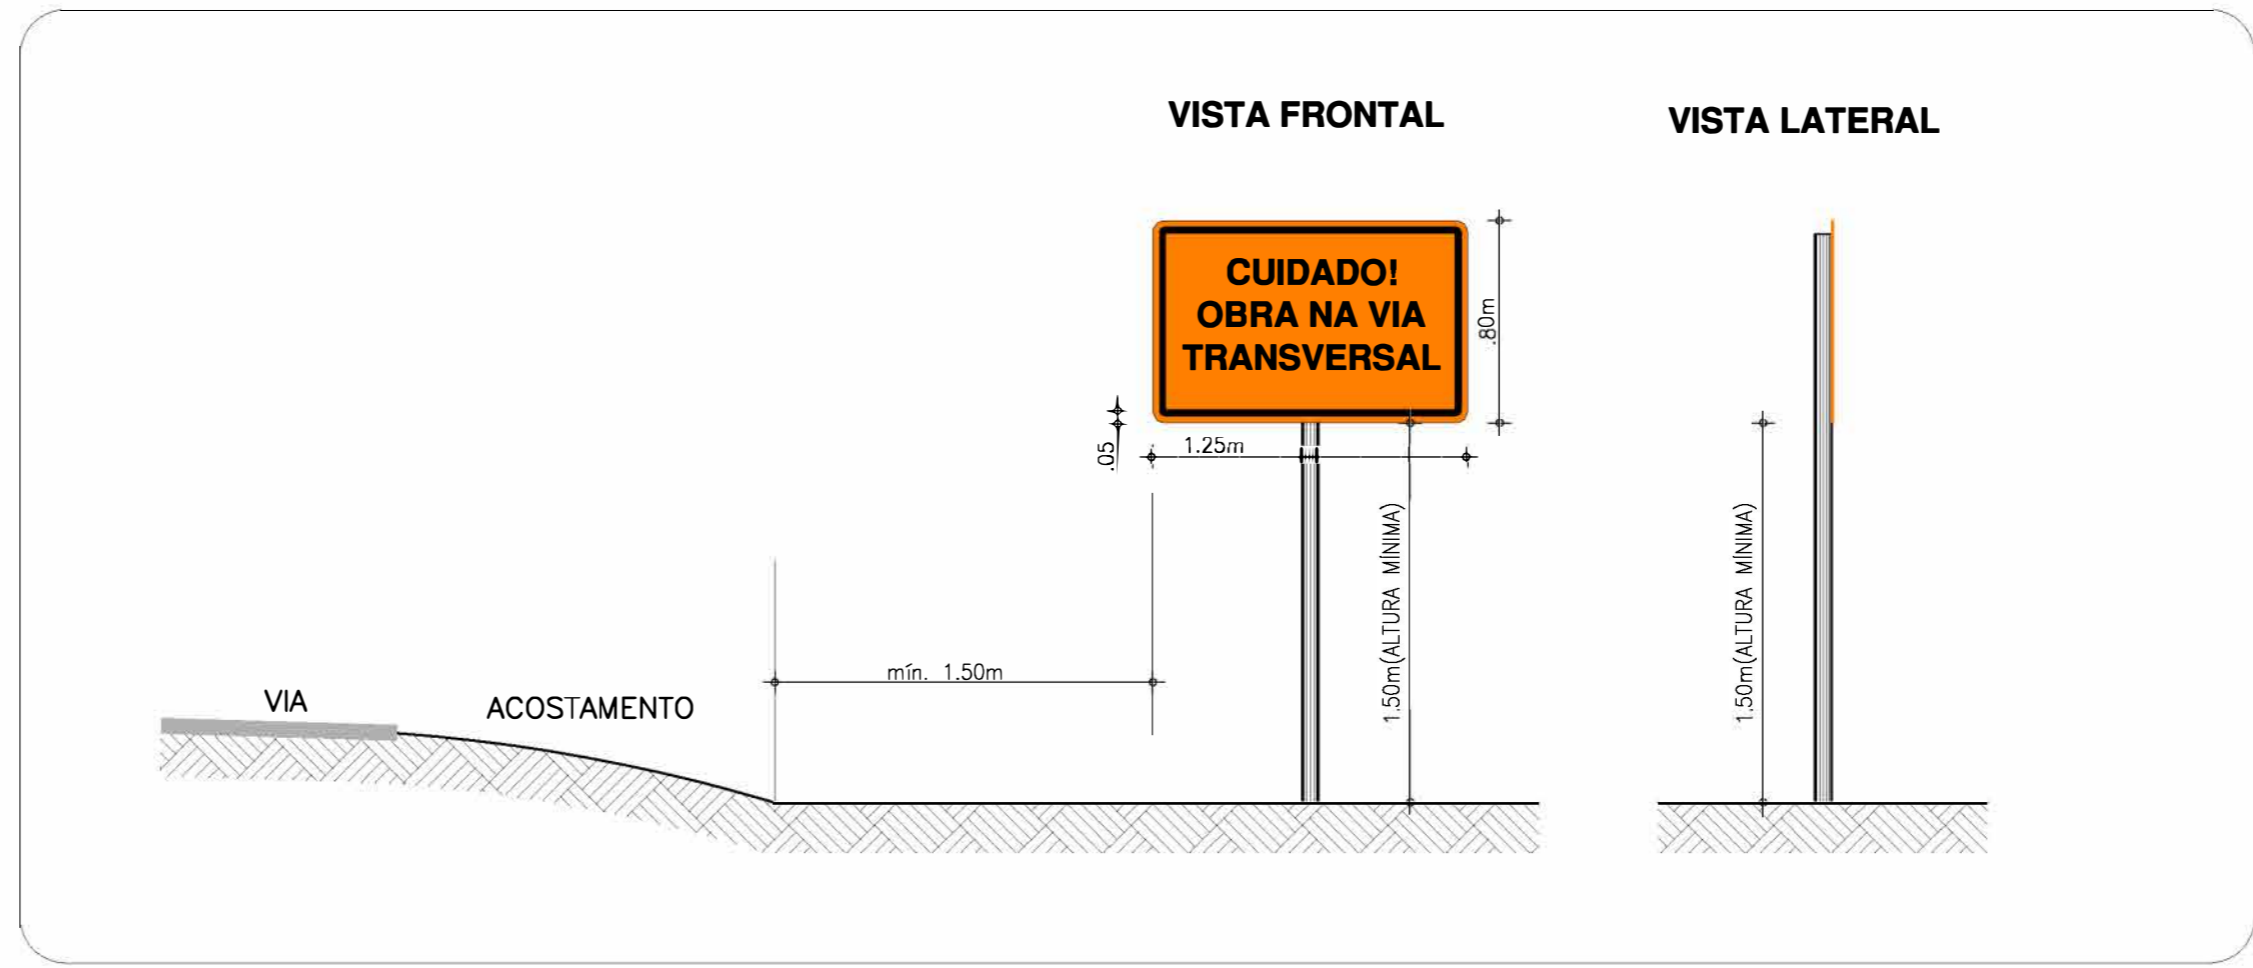 VISTA FRONTAL
VISTA LATERAL
CUIDADO!
OBRA NA VIA
TRANSVERSAL
.80m
.05
1.25m
1.50m(ALTURA MÍNIMA)
1.50m(ALTURA MÍNIMA)
mín. 1.50m
VIA
ACOSTAMENTO